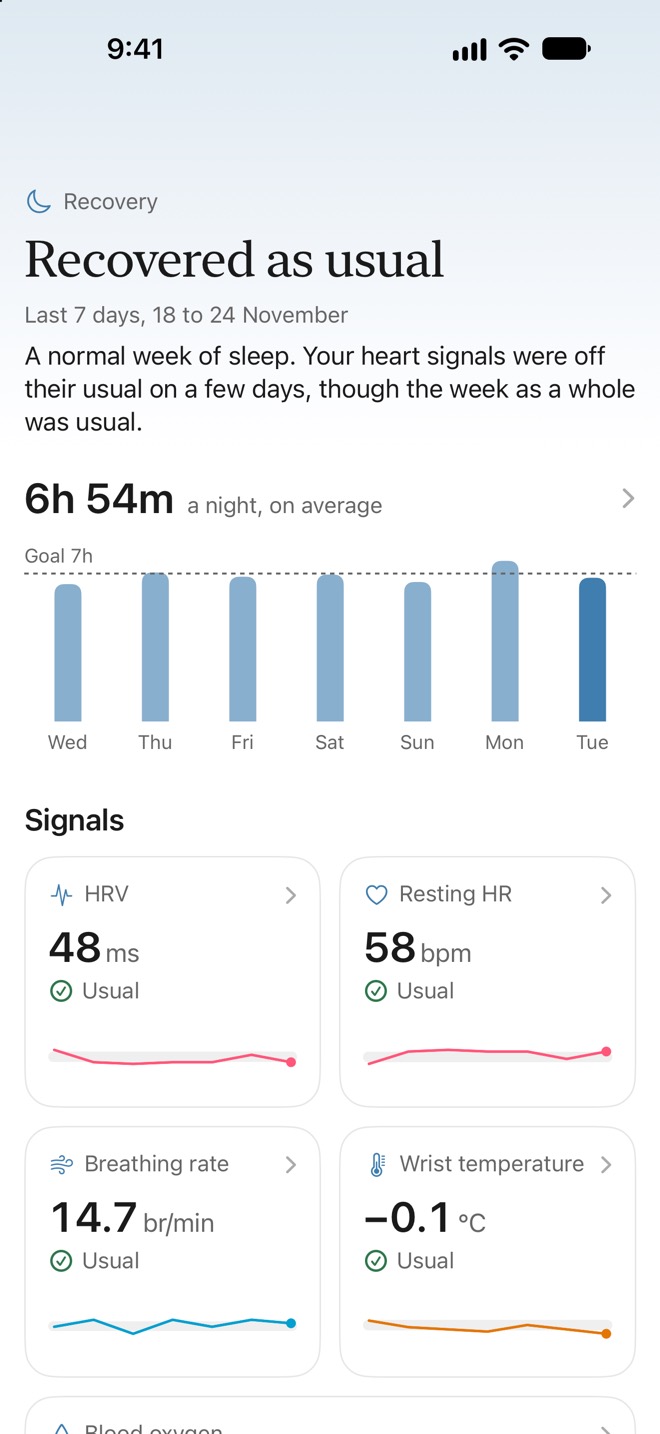 9:41
Recovery
Recovered as usual
Last 7 days, 18 to 24 November
A normal week of sleep. Your heart signals were off
their usual on a few days, though the week as a whole
was usual.
6h 54m a night, on average
Goal 7h
Wed Thu Fri Sat Sun Mon Tue
Signals
HRV
48 ms
Usual
Resting HR
58 bpm
Usual
Breathing rate
14.7 br/min
Usual
Wrist temperature
−0.1 °C
Usual
Blood oxygen